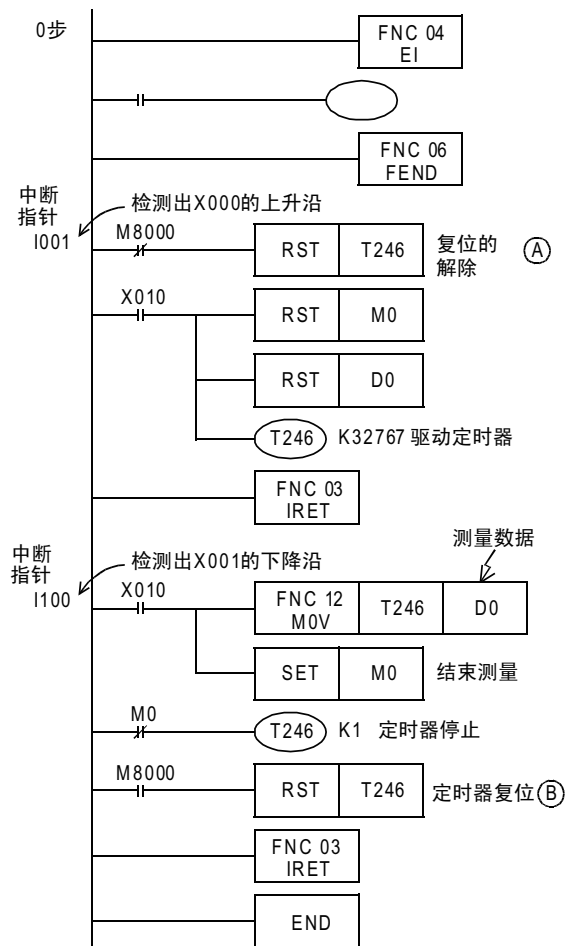 0步
FNC 04
EI
FNC 06
FEND
中断
指针
I001
检测出X000的上升沿
M8000
RST T246
复位的
解除
A
X010
RST M0
RST D0
T246 K32767 驱动定时器
FNC 03
IRET
测量数据
中断
指针
I100
检测出X001的下降沿
X010
FNC 12
M0V
T246 D0
SET M0 结束测量
M0
T246 K1 定时器停止
M8000
RST T246 定时器复位 B
FNC 03
IRET
END